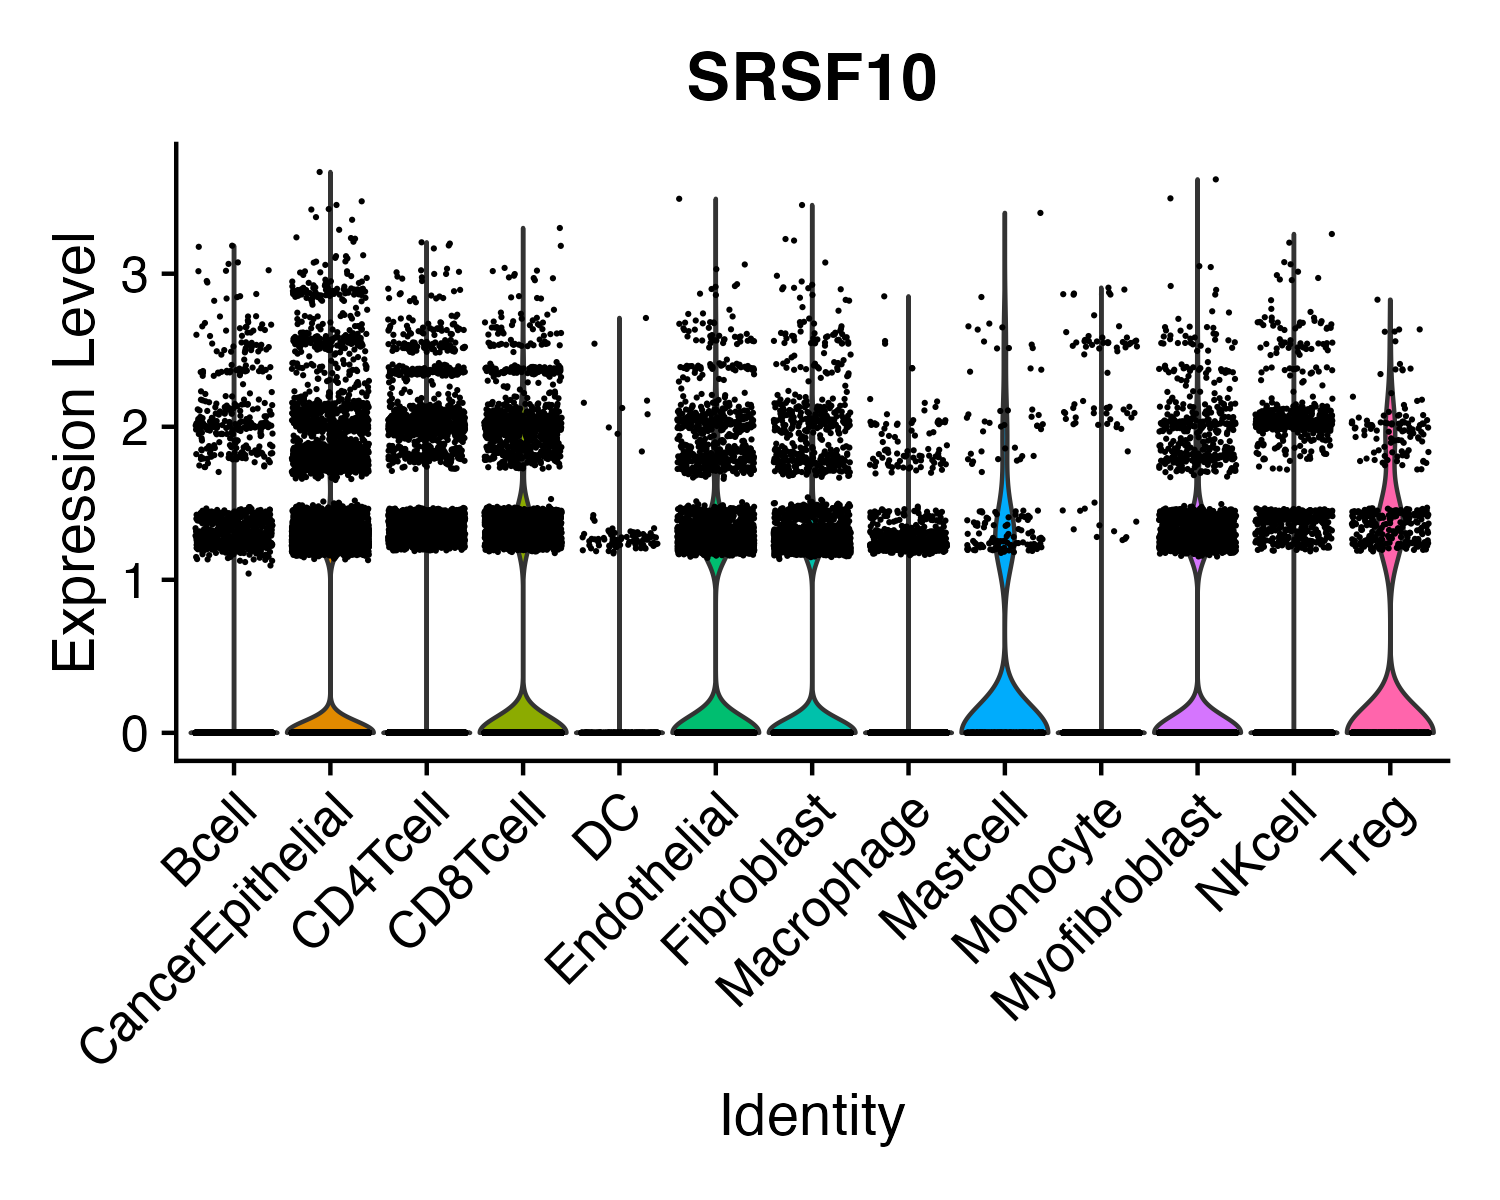 SRSF10
Expression Level
3
2
1
0
Bcell
CancerEpithelial
CD4Tcell
CD8Tcell
DC
Endothelial
Fibroblast
Macrophage
Mastcell
Monocyte
Myofibroblast
NKcell
Treg
Identity